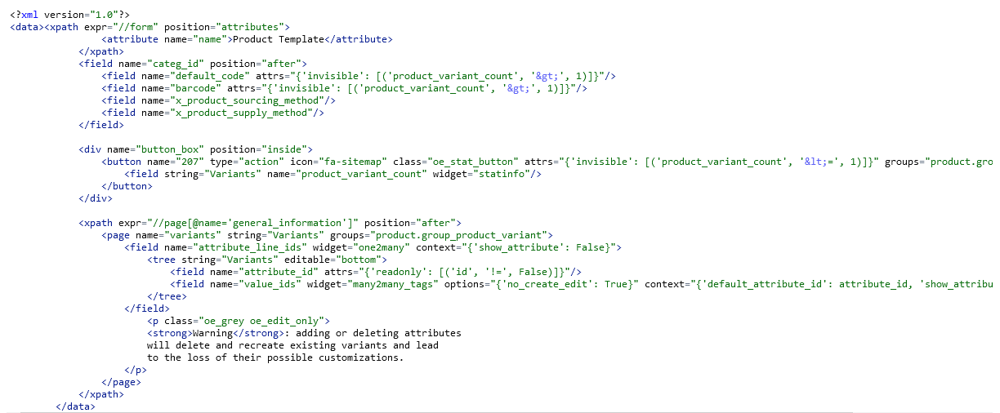 <?xml version="1.0"?>
<data><xpath expr="//form" position="attributes">
<attribute name="name">Product Template</attribute>
</xpath>
<field name="categ_id" position="after">
<field name="default_code" attrs="{'invisible': [('product_variant_count', '&gt;', 1)]}"/>
<field name="barcode" attrs="{'invisible': [('product_variant_count', '&gt;', 1)]}"/>
<field name="x_product_sourcing_method"/>
<field name="x_product_supply_method"/>
</field>
<div name="button_box" position="inside">
<button name="207" type="action" icon="fa-sitemap" class="oe_stat_button" attrs="{'invisible': [('product_variant_count', '&lt;=', 1)]}" groups="product.gro
<field string="Variants" name="product_variant_count" widget="statinfo"/>
</button>
</div>
<xpath expr="//page[@name='general_information']" position="after">
<page name="variants" string="Variants" groups="product.group_product_variant">
<field name="attribute_line_ids" widget="one2many" context="{'show_attribute': False}">
<tree string="Variants" editable="bottom">
<field name="attribute_id" attrs="{'readonly': [('id', '!=', False)]}"/>
<field name="value_ids" widget="many2many_tags" options="{'no_create_edit': True}" context="{'default_attribute_id': attribute_id, 'show_attribu
</tree>
</field>
<p class="oe_grey oe_edit_only">
<strong>Warning</strong>: adding or deleting attributes
will delete and recreate existing variants and lead
to the loss of their possible customizations.
</p>
</page>
</xpath>
</data>